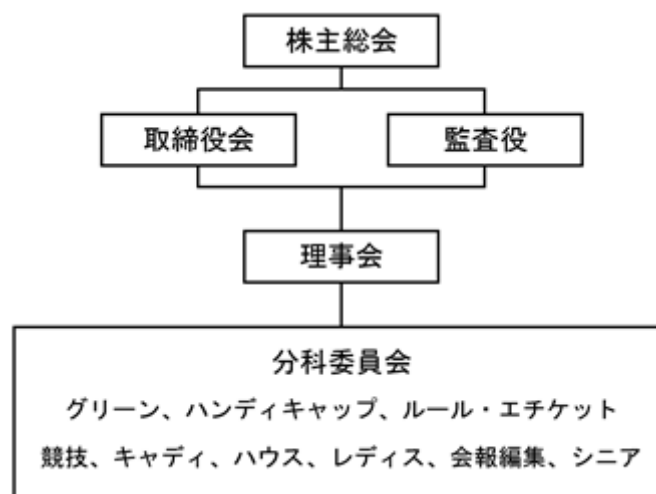 株主総会
取締役会
監査役
理事会
分科委員会
グリーン、ハンディキャップ、ルール・エチケット
競技、キャディ、ハウス、レディス、会報編集、シニア